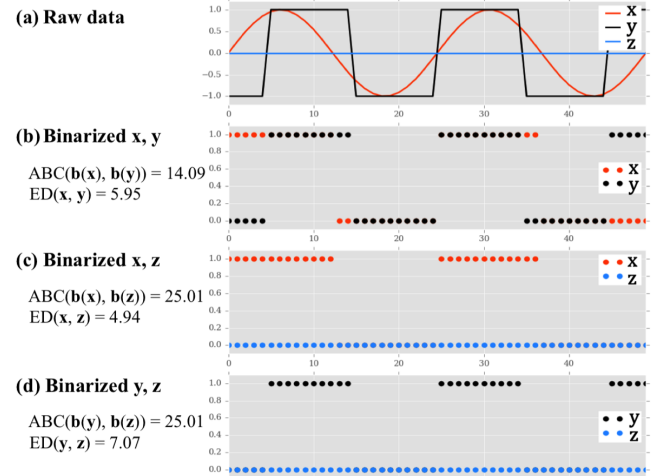 (a) Raw data
1.0
0.5
0.0
−0.5
−1.0
x
y
z
0 10 20 30 40
(b) Binarized x, y
ABC(b(x), b(y)) = 14.09
ED(x, y) = 5.95
1.0
0.8
0.6
0.4
0.2
0.0
x
y
0 10 20 30 40
(c) Binarized x, z
ABC(b(x), b(z)) = 25.01
ED(x, z) = 4.94
1.0
0.8
0.6
0.4
0.2
0.0
x
z
0 10 20 30 40
(d) Binarized y, z
ABC(b(y), b(z)) = 25.01
ED(y, z) = 7.07
1.0
0.8
0.6
0.4
0.2
0.0
y
z